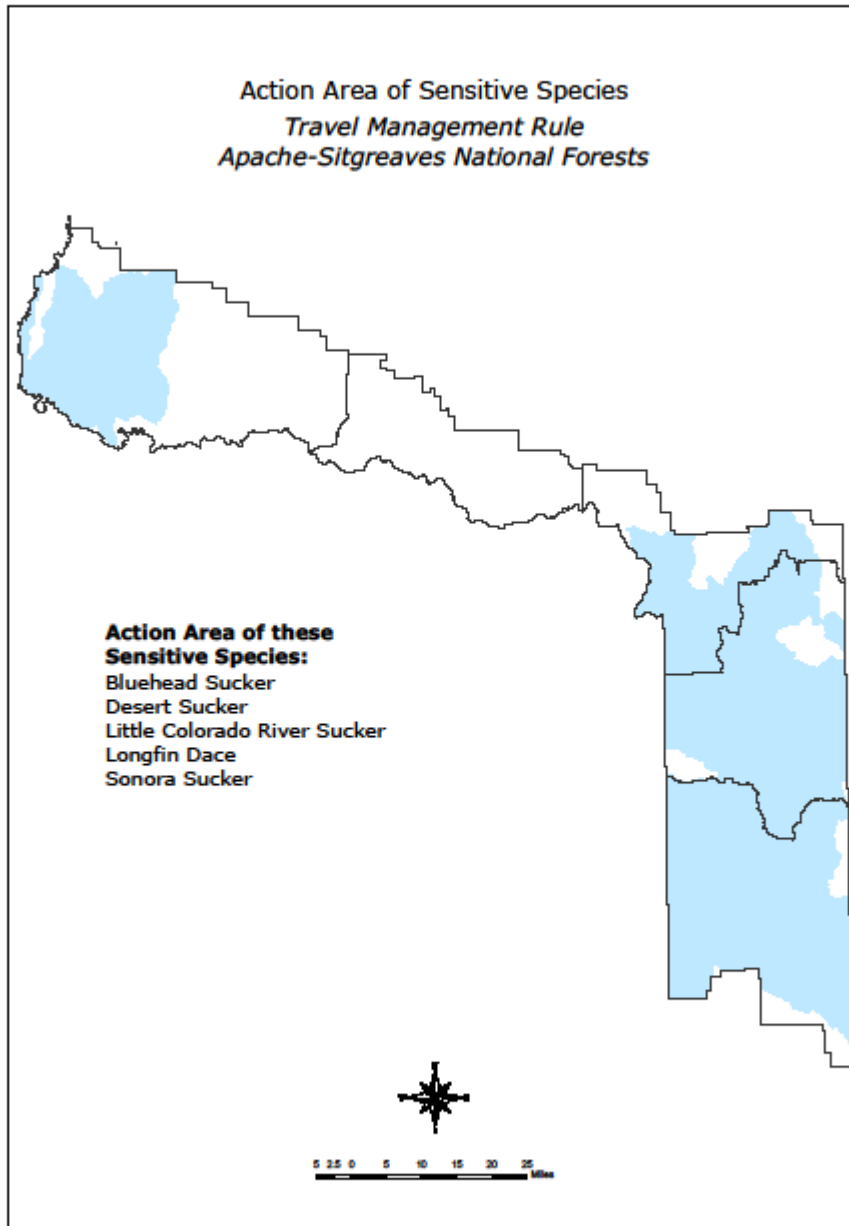 Action Area of Sensitive Species
Travel Management Rule
Apache-Sitgreaves National Forests
Action Area of these
Sensitive Species:
Bluehead Sucker
Desert Sucker
Little Colorado River Sucker
Longfin Dace
Sonora Sucker
5 2.5 0 5 10 15 20 25
Miles